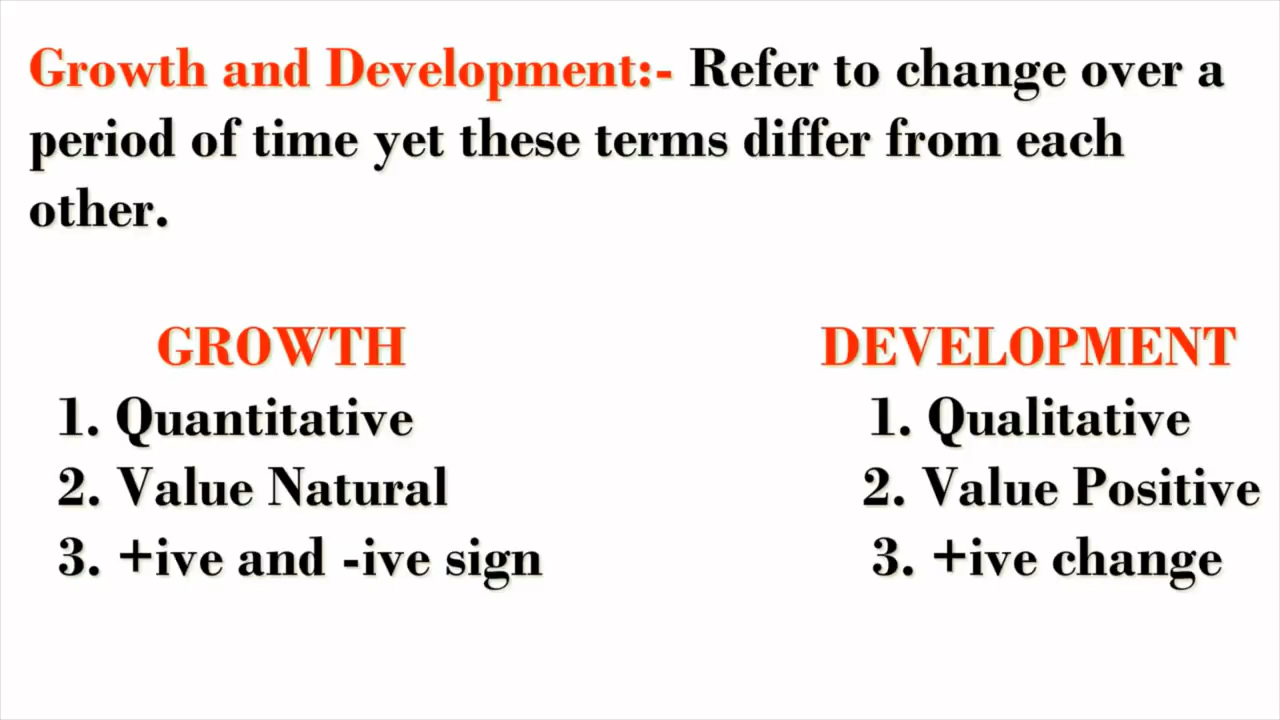 Growth and Development:- Refer to change over a
period of time yet these terms differ from each
other.
GROWTH
1. Quantitative
2. Value Natural
3. +ive and -ive sign
DEVELOPMENT
1. Qualitative
2. Value Positive
3. +ive change